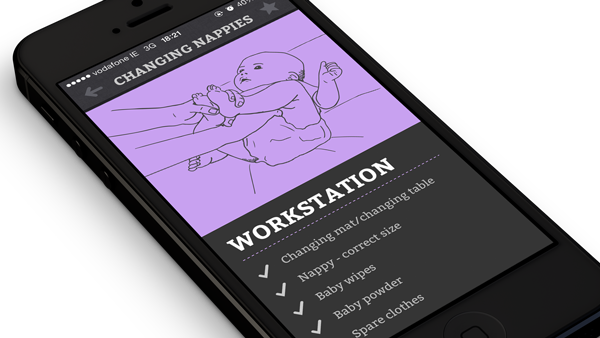 vodafone IE 3G 18:21 40%
CHANGING NAPPIES
WORKSTATION
Changing mat/changing table
Nappy - correct size
Baby wipes
Baby powder
Spare clothes